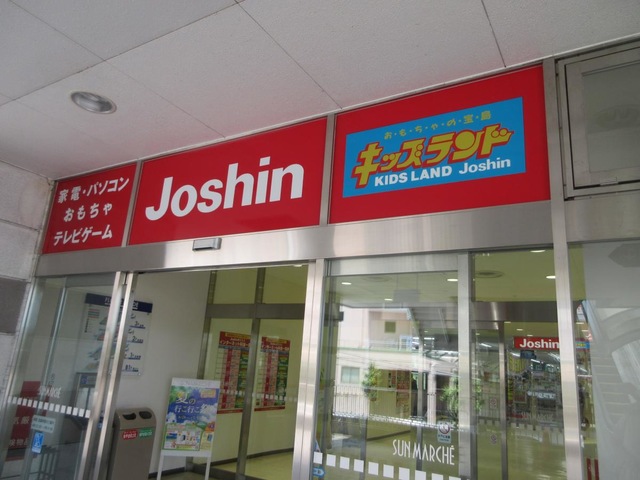 家電・パソコン
おもちゃ
テレビゲーム
Joshin
お・も・ち・ゃ・の・宝・島
キッズランド
KIDS LAND Joshin
Joshin
SUN MARCHÉ